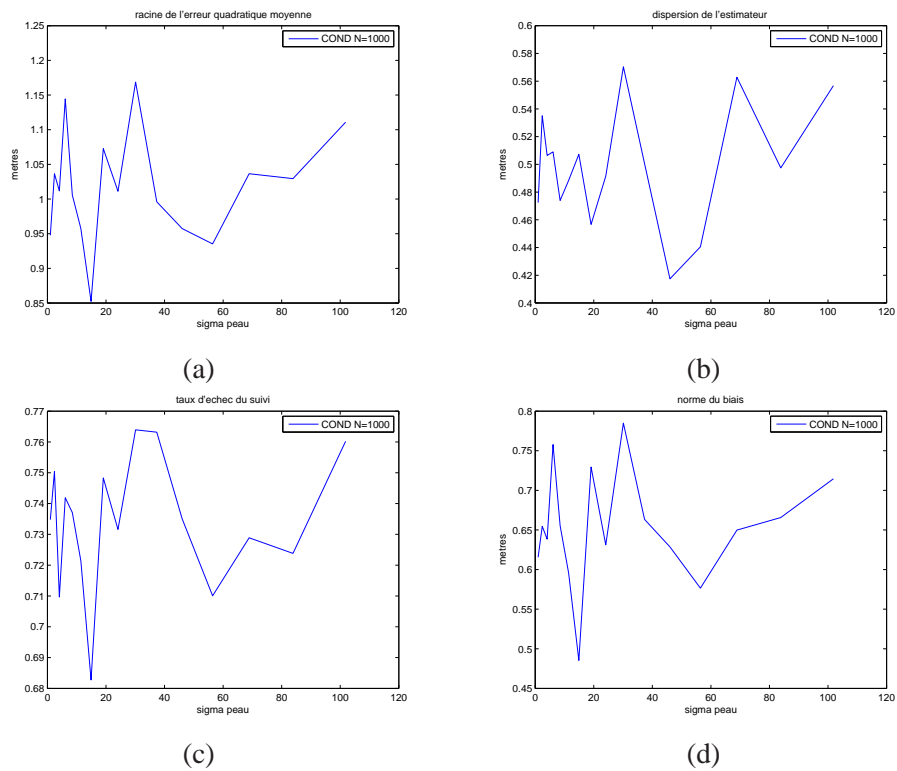 racine de l'erreur quadratique moyenne
1.25
1.2
1.15
1.1
1.05
1
0.95
0.9
0.85
metres
COND N=1000
0 20 40 60 80 100 120
sigma peau
(a)
dispersion de l'estimateur
0.6
0.58
0.56
0.54
0.52
0.5
0.48
0.46
0.44
0.42
0.4
metres
COND N=1000
0 20 40 60 80 100 120
sigma peau
(b)
taux d'echec du suivi
0.77
0.76
0.75
0.74
0.73
0.72
0.71
0.7
0.69
0.68
COND N=1000
0 20 40 60 80 100 120
sigma peau
(c)
norme du biais
0.8
0.75
0.7
0.65
0.6
0.55
0.5
0.45
metres
COND N=1000
0 20 40 60 80 100 120
sigma peau
(d)